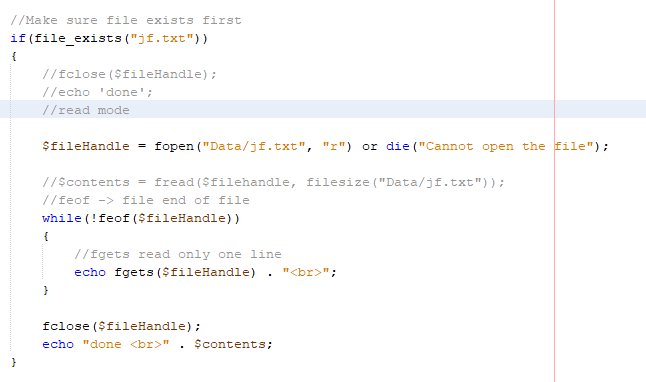 //Make sure file exists first
if(file_exists("jf.txt"))
{
//fclose($fileHandle);
//echo 'done';
//read mode
$fileHandle = fopen("Data/jf.txt", "r") or die("Cannot open the file");
//$contents = fread($filehandle, filesize("Data/jf.txt"));
//feof -> file end of file
while(!feof($fileHandle))
{
//fgets read only one line
echo fgets($fileHandle) . "<br>";
}
fclose($fileHandle);
echo "done <br>" . $contents;
}